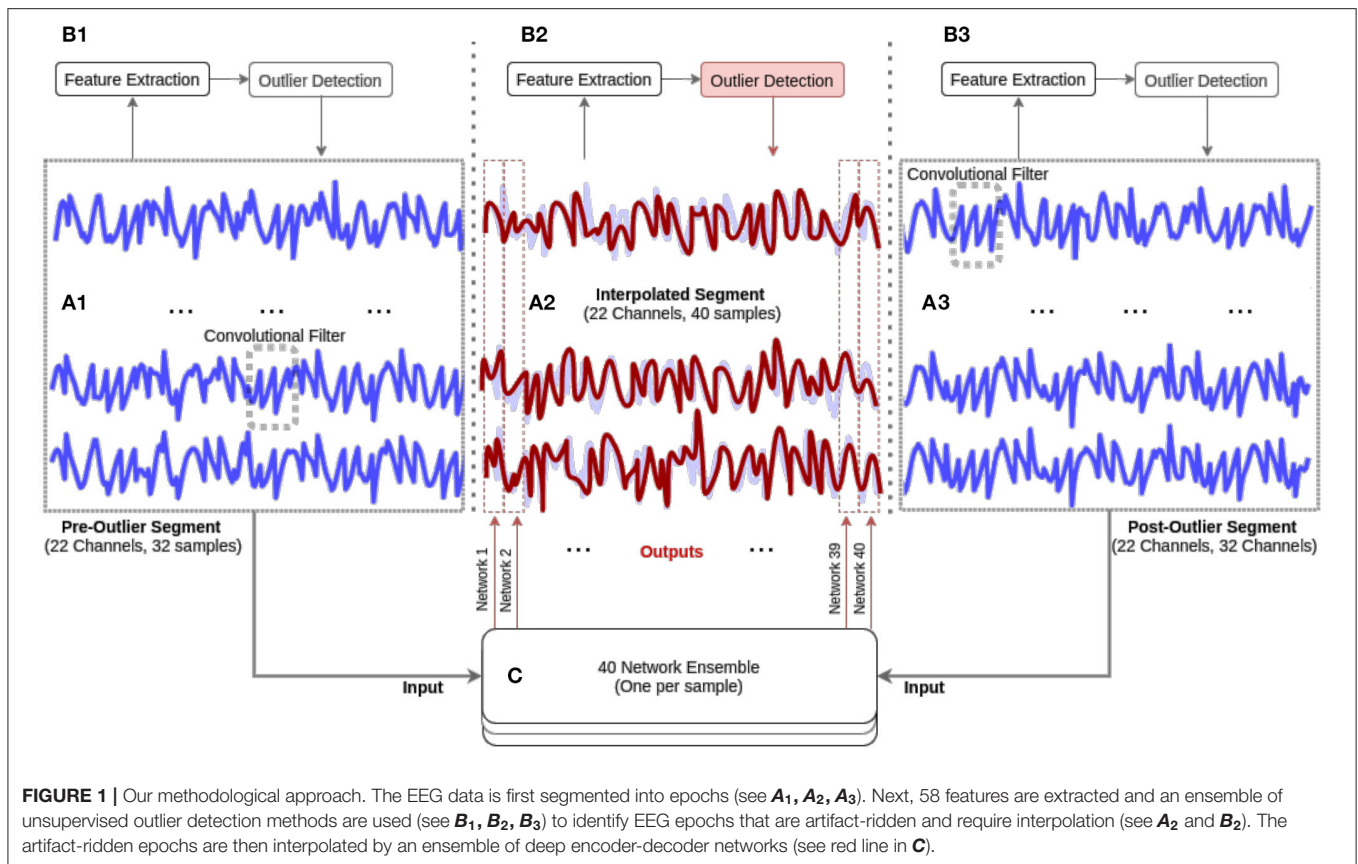 B1
B2
B3
Feature Extraction
Outlier Detection
Feature Extraction
Outlier Detection
Feature Extraction
Outlier Detection
Convolutional Filter
A1
...
...
...
Interpolated Segment
(22 Channels, 40 samples)
A2
A3
...
...
...
Convolutional Filter
Pre-Outlier Segment
(22 Channels, 32 samples)
Post-Outlier Segment
(22 Channels, 32 Channels)
Network 1
Network 2
...
Outputs
...
Network 39
Network 40
C
40 Network Ensemble
(One per sample)
Input
Input
FIGURE 1 | Our methodological approach. The EEG data is first segmented into epochs (see A1, A2, A3). Next, 58 features are extracted and an ensemble of
unsupervised outlier detection methods are used (see B1, B2, B3) to identify EEG epochs that are artifact-ridden and require interpolation (see A2 and B2). The
artifact-ridden epochs are then interpolated by an ensemble of deep encoder-decoder networks (see red line in C).